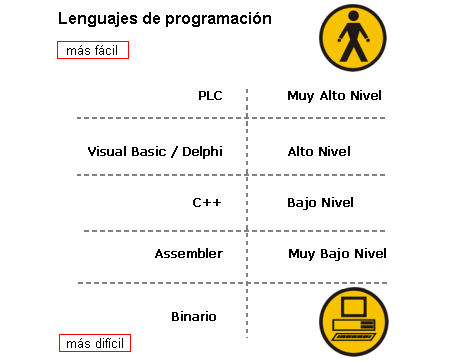 Lenguajes de programación
más fácil
PLC Muy Alto Nivel
Visual Basic / Delphi Alto Nivel
C++ Bajo Nivel
Assembler Muy Bajo Nivel
Binario
más difícil